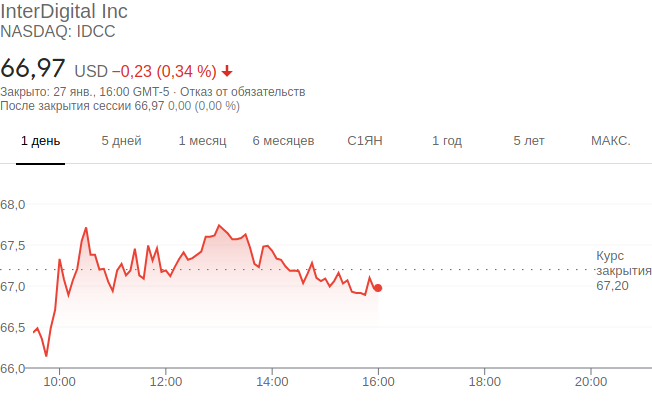 InterDigital Inc
NASDAQ: IDCC
66,97 USD −0,23 (0,34 %)
Закрыто: 27 янв., 16:00 GMT-5 · Отказ от обязательств
После закрытия сессии 66,97 0,00 (0,00 %)
1 день 5 дней 1 месяц 6 месяцев С1ЯН 1 год 5 лет МАКС.
68,0
67,5
Курс
закрытия
67,20
67,0
66,5
66,0
10:00 12:00 14:00 16:00 18:00 20:00